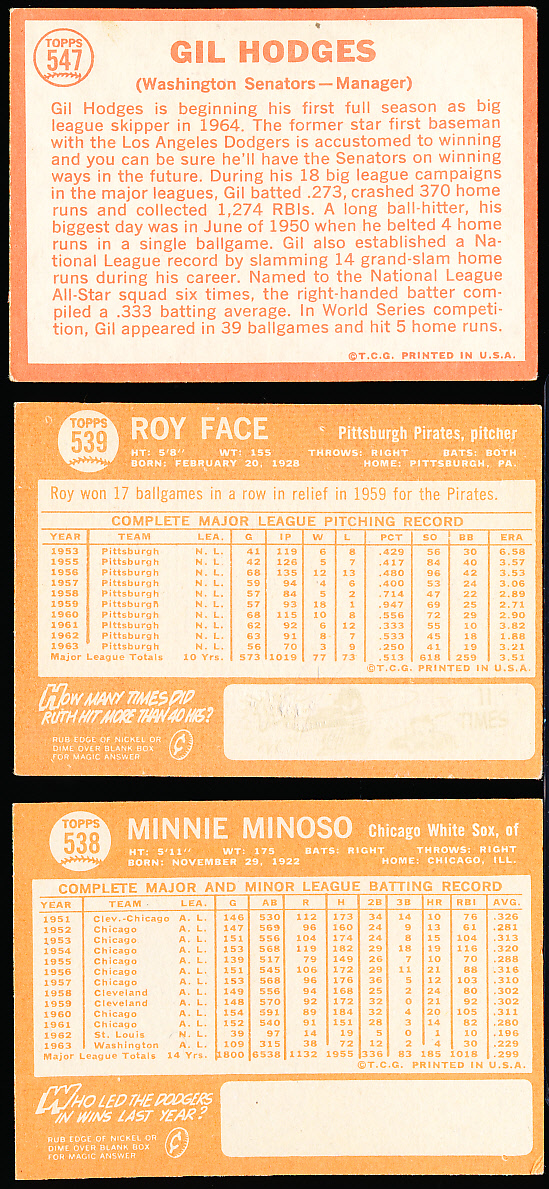 TOPPS
547
GIL HODGES
(Washington Senators—Manager)
Gil Hodges is beginning his first full season as big
league skipper in 1964. The former star first baseman
with the Los Angeles Dodgers is accustomed to winning
and you can be sure he'll have the Senators on winning
ways in the future. During his 18 big league campaigns
in the major leagues, Gil batted .273, crashed 370 home
runs and collected 1,274 RBIs. A long ball-hitter, his
biggest day was in June of 1950 when he belted 4 home
runs in a single ballgame. Gil also established a Na-
tional League record by slamming 14 grand-slam home
runs during his career. Named to the National League
All-Star squad six times, the right-handed batter com-
piled a .333 batting average. In World Series competi-
tion, Gil appeared in 39 ballgames and hit 5 home runs.
©T.C.G. PRINTED IN U.S.A.
TOPPS
539
ROY FACE Pittsburgh Pirates, pitcher
HT: 5'8" WT: 155 THROWS: RIGHT BATS: BOTH
BORN: FEBRUARY 20, 1928 HOME: PITTSBURGH, PA.
Roy won 17 ballgames in a row in relief in 1959 for the Pirates.
COMPLETE MAJOR LEAGUE PITCHING RECORD
YEAR TEAM LEA. G IP W L PCT SO BB ERA
1953 Pittsburgh N. L. 41 119 6 8 .429 56 30 6.58
1955 Pittsburgh N. L. 42 126 5 7 .417 84 40 3.57
1956 Pittsburgh N. L. 68 135 12 13 .480 96 42 3.53
1957 Pittsburgh N. L. 59 94 4 6 .400 53 24 3.06
1958 Pittsburgh N. L. 57 84 5 2 .714 47 22 2.89
1959 Pittsburgh N. L. 57 93 18 1 .947 69 25 2.71
1960 Pittsburgh N. L. 68 115 10 8 .556 72 29 2.90
1961 Pittsburgh N. L. 62 92 6 12 .333 55 10 3.82
1962 Pittsburgh N. L. 63 91 8 7 .533 45 18 1.88
1963 Pittsburgh N. L. 56 70 3 9 .250 41 19 3.21
Major League Totals 10 Yrs. 573 1019 77 73 .513 618 259 3.51
©T.C.G. PRINTED IN U.S.A.
HOW MANY TIMES DID
RUTH HIT MORE THAN 40 HRS?
RUB EDGE OF NICKEL OR
DIME OVER BLANK BOX
FOR MAGIC ANSWER
11
TIMES
TOPPS
538
MINNIE MINOSO Chicago White Sox, of
HT: 5'11" WT: 175 BATS: RIGHT THROWS: RIGHT
BORN: NOVEMBER 29, 1922 HOME: CHICAGO, ILL.
COMPLETE MAJOR AND MINOR LEAGUE BATTING RECORD
YEAR TEAM LEA. G AB R H 2B 3B HR RBI AVG.
1951 Clev.-Chicago A. L. 146 530 112 173 34 14 10 76 .326
1952 Chicago A. L. 147 569 96 160 24 9 13 61 .281
1953 Chicago A. L. 151 556 104 174 24 8 15 104 .313
1954 Chicago A. L. 153 568 119 182 29 18 19 116 .320
1955 Chicago A. L. 139 517 79 149 26 7 10 70 .288
1956 Chicago A. L. 151 545 106 172 29 11 21 88 .316
1957 Chicago A. L. 153 568 96 176 36 5 12 103 .310
1958 Cleveland A. L. 149 556 94 168 25 2 24 80 .302
1959 Cleveland A. L. 148 570 92 172 32 0 21 92 .302
1960 Chicago A. L. 154 591 89 184 32 4 20 105 .311
1961 Chicago A. L. 152 540 91 151 28 3 14 82 .280
1962 St. Louis N. L. 39 97 14 19 5 0 1 10 .196
1963 Washington A. L. 109 315 38 72 12 2 4 30 .229
Major League Totals 14 Yrs. 1800 6538 1132 1955 336 83 185 1018 .299
©T.C.G. PRINTED IN U.S.A.
WHO LED THE DODGERS
IN WINS LAST YEAR?
RUB EDGE OF NICKEL OR
DIME OVER BLANK BOX
FOR MAGIC ANSWER